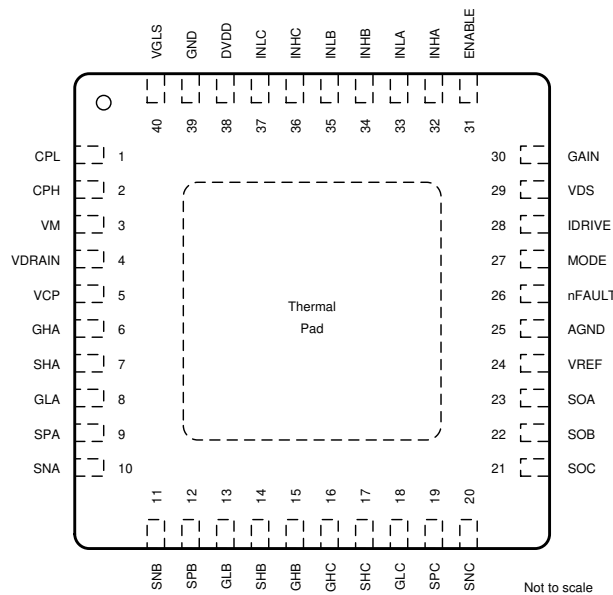 VGLS GND DVDD INLC INHC INLB INHB INLA INHA ENABLE
40 39 38 37 36 35 34 33 32 31
CPL 1 30 GAIN
CPH 2 29 VDS
VM 3 28 IDRIVE
VDRAIN 4 27 MODE
VCP 5 26 nFAULT
GHA 6 25 AGND
SHA 7 24 VREF
GLA 8 23 SOA
SPA 9 22 SOB
SNA 10 21 SOC
Thermal
Pad
11 12 13 14 15 16 17 18 19 20
SNB SPB GLB SHB GHB GHC SHC GLC SPC SNC
Not to scale